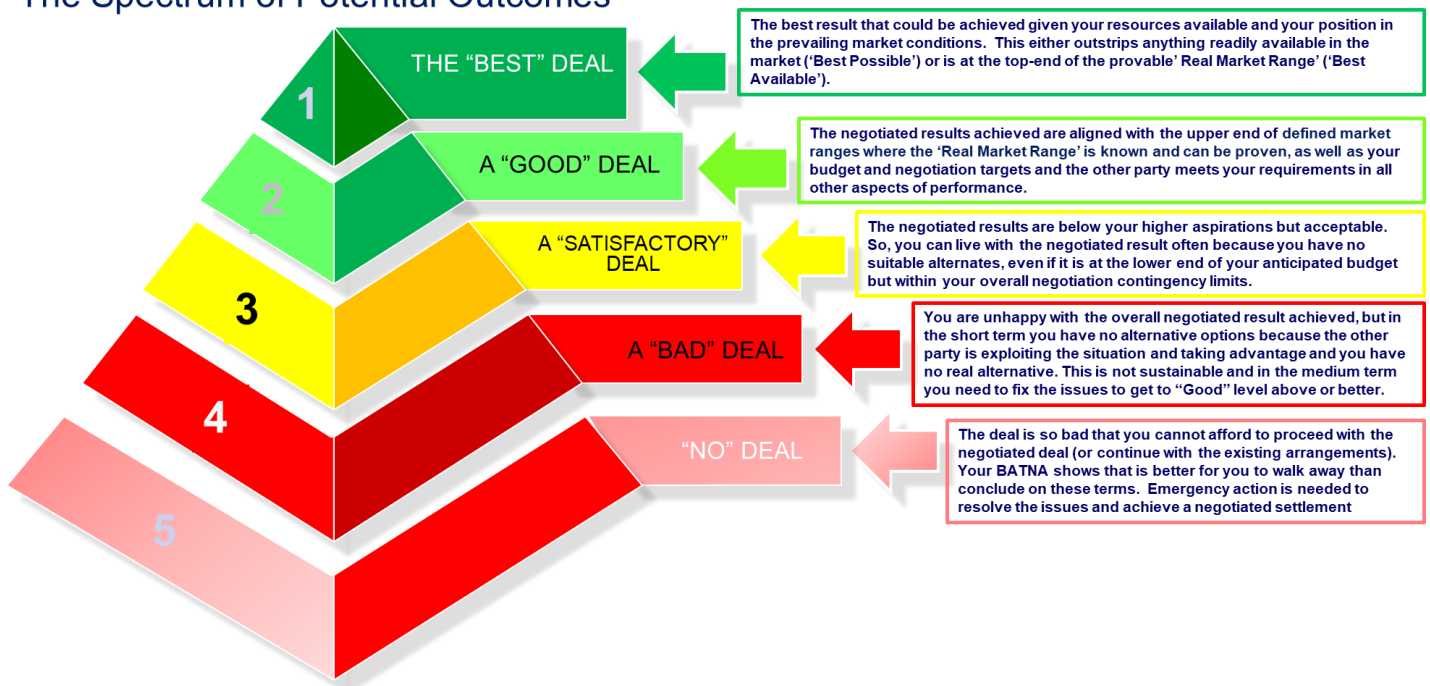 The Spectrum of Potential Outcomes
1
THE “BEST” DEAL
The best result that could be achieved given your resources available and your position in
the prevailing market conditions. This either outstrips anything readily available in the
market (‘Best Possible’) or is at the top-end of the provable’ Real Market Range’ (‘Best
Available’).
2
A “GOOD” DEAL
The negotiated results achieved are aligned with the upper end of defined market
ranges where the ‘Real Market Range’ is known and can be proven, as well as your
budget and negotiation targets and the other party meets your requirements in all
other aspects of performance.
3
A “SATISFACTORY”
DEAL
The negotiated results are below your higher aspirations but acceptable.
So, you can live with the negotiated result often because you have no
suitable alternates, even if it is at the lower end of your anticipated budget
but within your overall negotiation contingency limits.
4
A “BAD” DEAL
You are unhappy with the overall negotiated result achieved, but in
the short term you have no alternative options because the other
party is exploiting the situation and taking advantage and you have
no real alternative. This is not sustainable and in the medium term
you need to fix the issues to get to “Good” level above or better.
5
“NO” DEAL
The deal is so bad that you cannot afford to proceed with the
negotiated deal (or continue with the existing arrangements).
Your BATNA shows that is better for you to walk away than
conclude on these terms. Emergency action is needed to
resolve the issues and achieve a negotiated settlement